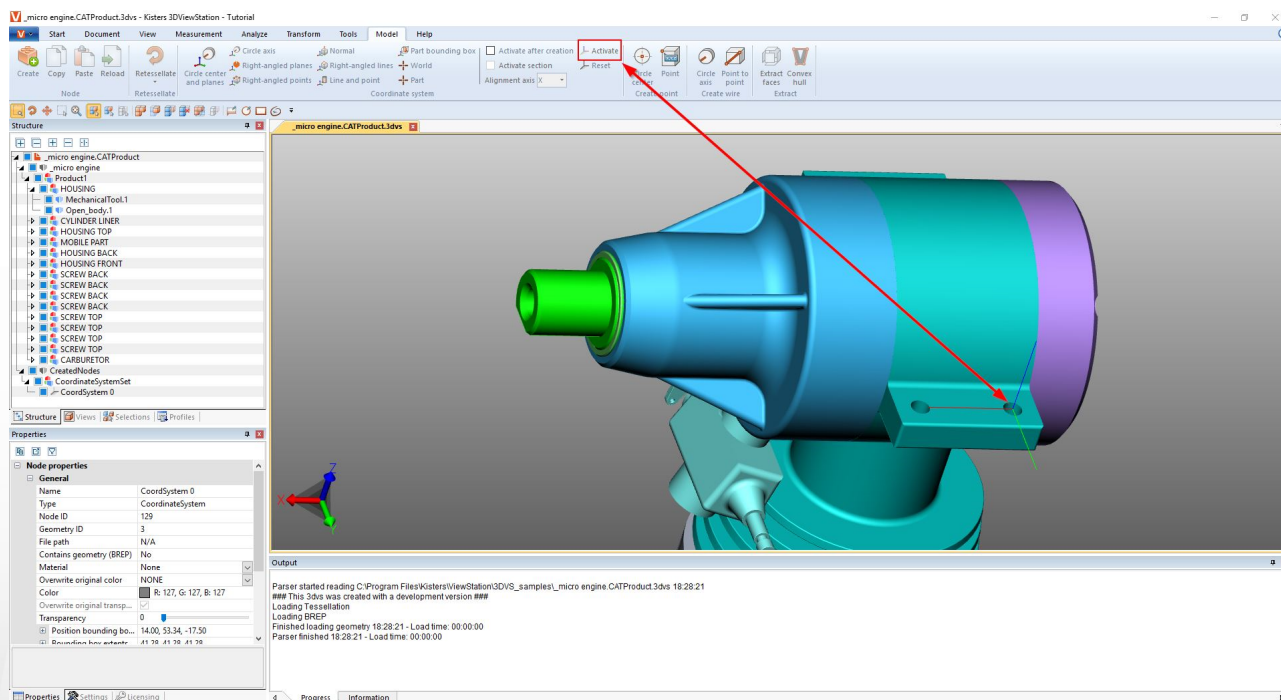 _micro engine.CATProduct.3dvs - Kisters 3DViewStation - Tutorial
Start Document View Measurement Analyze Transform Tools Model Help
Create Copy Paste Reload
Node
Retessellate
Retessellate
Circle center and planes
Circle axis
Right-angled planes
Right-angled points
Normal
Right-angled lines
Line and point
Part bounding box
World
Part
Activate after creation
Activate section
Alignment axis X
Activate
Reset
Coordinate system
Circle center
Point
Create point
Circle axis
Point to point
Create wire
Extract faces
Convex hull
Extract
Structure
_micro engine.CATProduct.3dvs
_micro engine.CATProduct
_micro engine
Product1
HOUSING
MechanicalTool.1
Open_body.1
CYLINDER LINER
HOUSING TOP
MOBILE PART
HOUSING BACK
HOUSING FRONT
SCREW BACK
SCREW BACK
SCREW BACK
SCREW BACK
SCREW TOP
SCREW TOP
SCREW TOP
SCREW TOP
CARBURETOR
CreatedNodes
CoordinateSystemSet
CoordSystem 0
Structure Views Selections Profiles
Properties
Node properties
General
Name CoordSystem 0
Type CoordinateSystem
Node ID 129
Geometry ID 3
File path N/A
Contains geometry (BREP) No
Material None
Overwrite original color NONE
Color R: 127, G: 127, B: 127
Overwrite original transp...
Transparency 0
Position bounding bo... 14.00, 53.34, -17.50
Rounding box extents 41.28, 41.28, 41.28
Properties Settings Licensing
X
Z
Output
Parser started reading C:\Program Files\Kisters\ViewStation\3DVS_samples\_micro engine.CATProduct.3dvs 18:28:21
### This 3dvs was created with a development version ###
Loading Tessellation
Loading BREP
Finished loading geometry 18:28:21 - Load time: 00:00:00
Parser finished 18:28:21 - Load time: 00:00:00
Progress Information